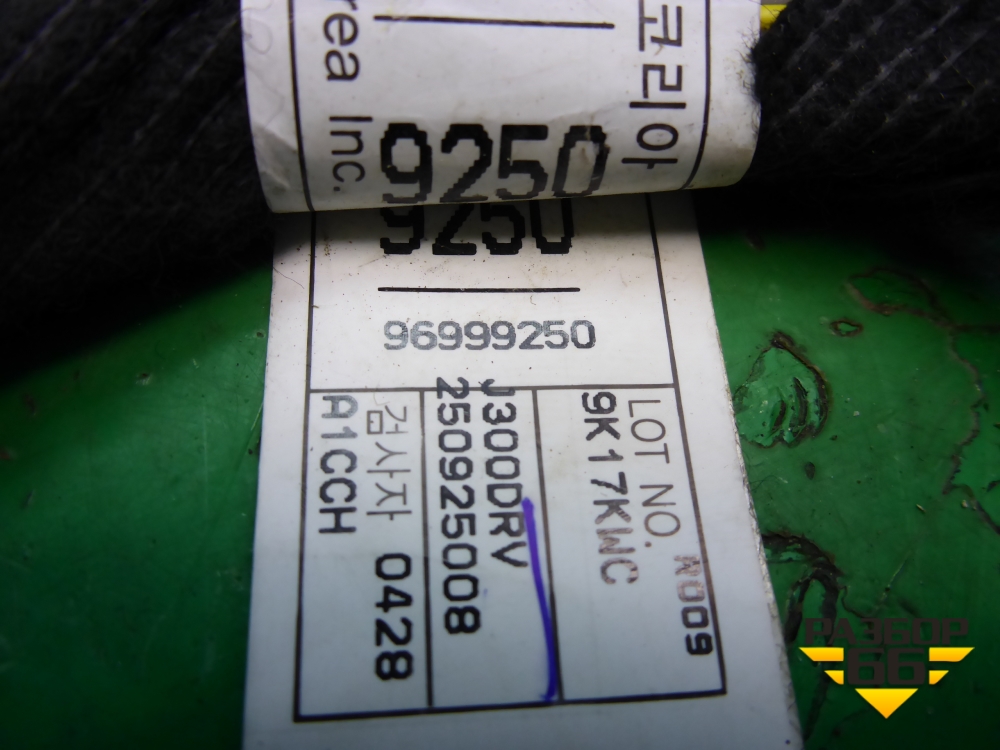 코리아
rea Inc.
9250
9250
96999250
LOT NO. N009
9K17KWC
J300DRV
250925008
검사자 0428
A1CCH
РАЗБОР
66